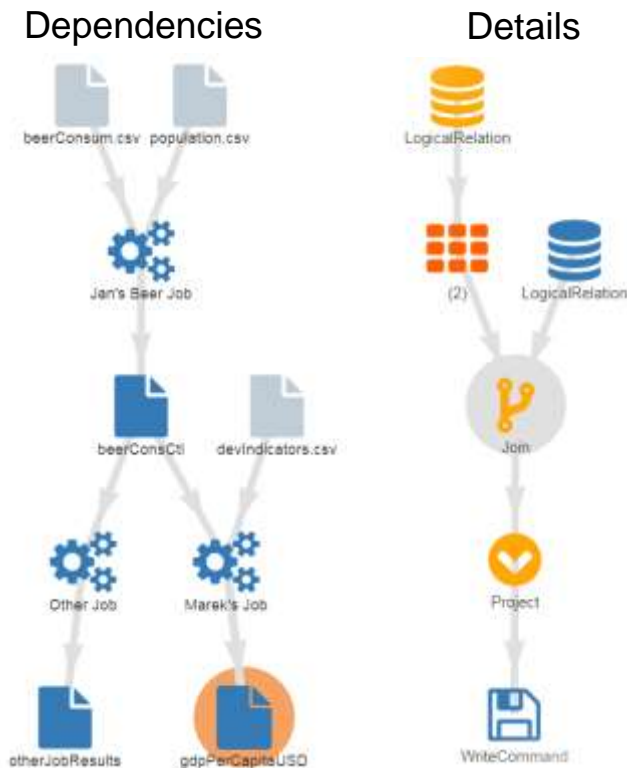 Dependencies
Details
beerConsum.csv population.csv
LogicalRelation
Jan's Beer Job
(2)
LogicalRelation
beerConsCtl devIndicators.csv
Join
Other Job Marek's Job
Project
otherJobResults gdpPerCapitaUSD
WriteCommand